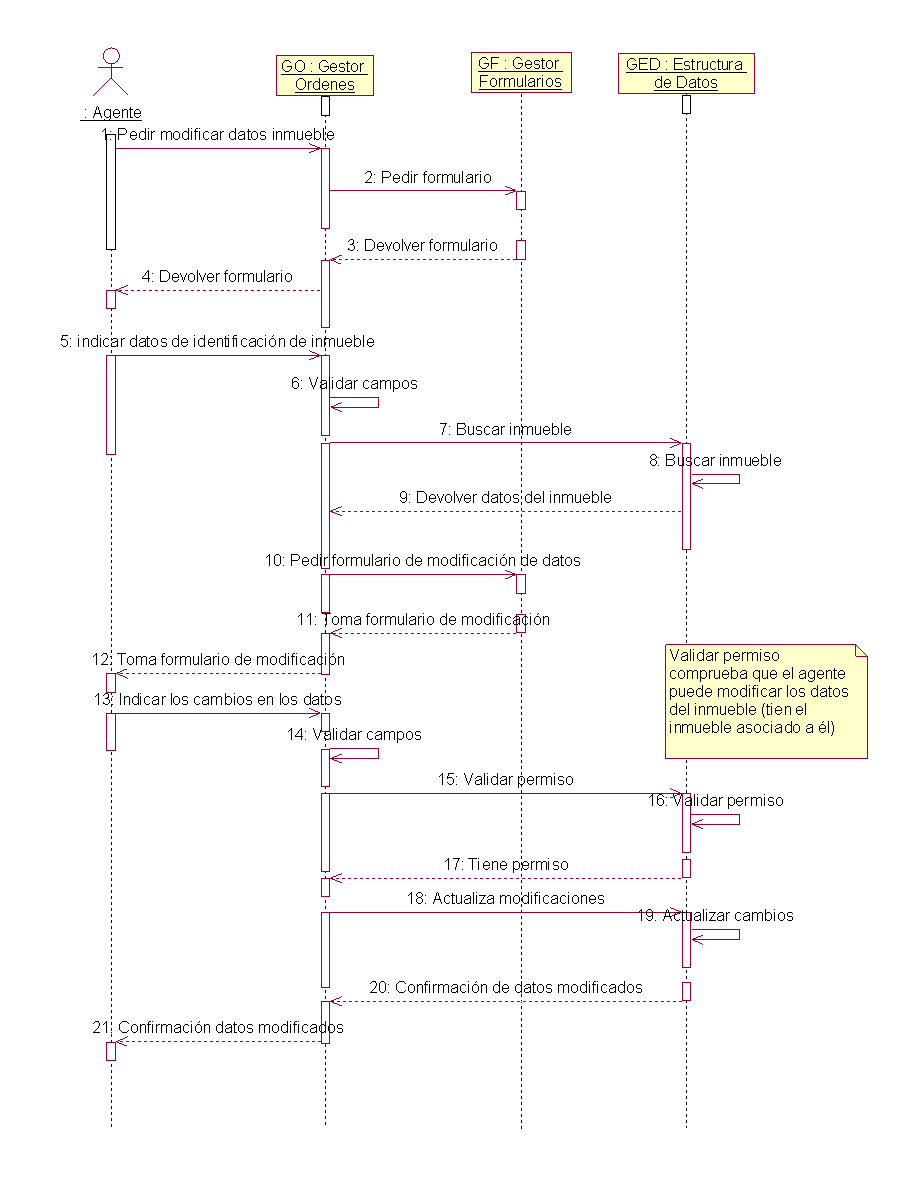 : Agente
GO : Gestor
Ordenes
GF : Gestor
Formularios
GED : Estructura
de Datos
1: Pedir modificar datos inmueble
2: Pedir formulario
3: Devolver formulario
4: Devolver formulario
5: indicar datos de identificación de inmueble
6: Validar campos
7: Buscar inmueble
8: Buscar inmueble
9: Devolver datos del inmueble
10: Pedir formulario de modificación de datos
11: Toma formulario de modificación
12: Toma formulario de modificación
Validar permiso
comprueba que el agente
puede modificar los datos
del inmueble (tien el
inmueble asociado a él)
13: Indicar los cambios en los datos
14: Validar campos
15: Validar permiso
16: Validar permiso
17: Tiene permiso
18: Actualiza modificaciones
19: Actualizar cambios
20: Confirmación de datos modificados
21: Confirmación datos modificados